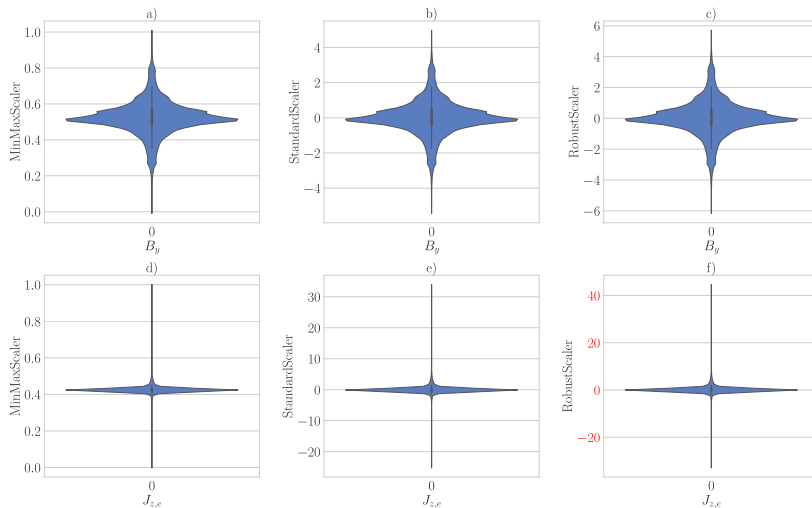 a)
MinMaxScaler
1.0
0.8
0.6
0.4
0.2
0.0
0
B_y
b)
StandardScaler
4
2
0
−2
−4
0
B_y
c)
RobustScaler
6
4
2
0
−2
−4
−6
0
B_y
d)
MinMaxScaler
1.0
0.8
0.6
0.4
0.2
0.0
0
J_{z,e}
e)
StandardScaler
30
20
10
0
−10
−20
0
J_{z,e}
f)
RobustScaler
40
20
0
−20
0
J_{z,e}